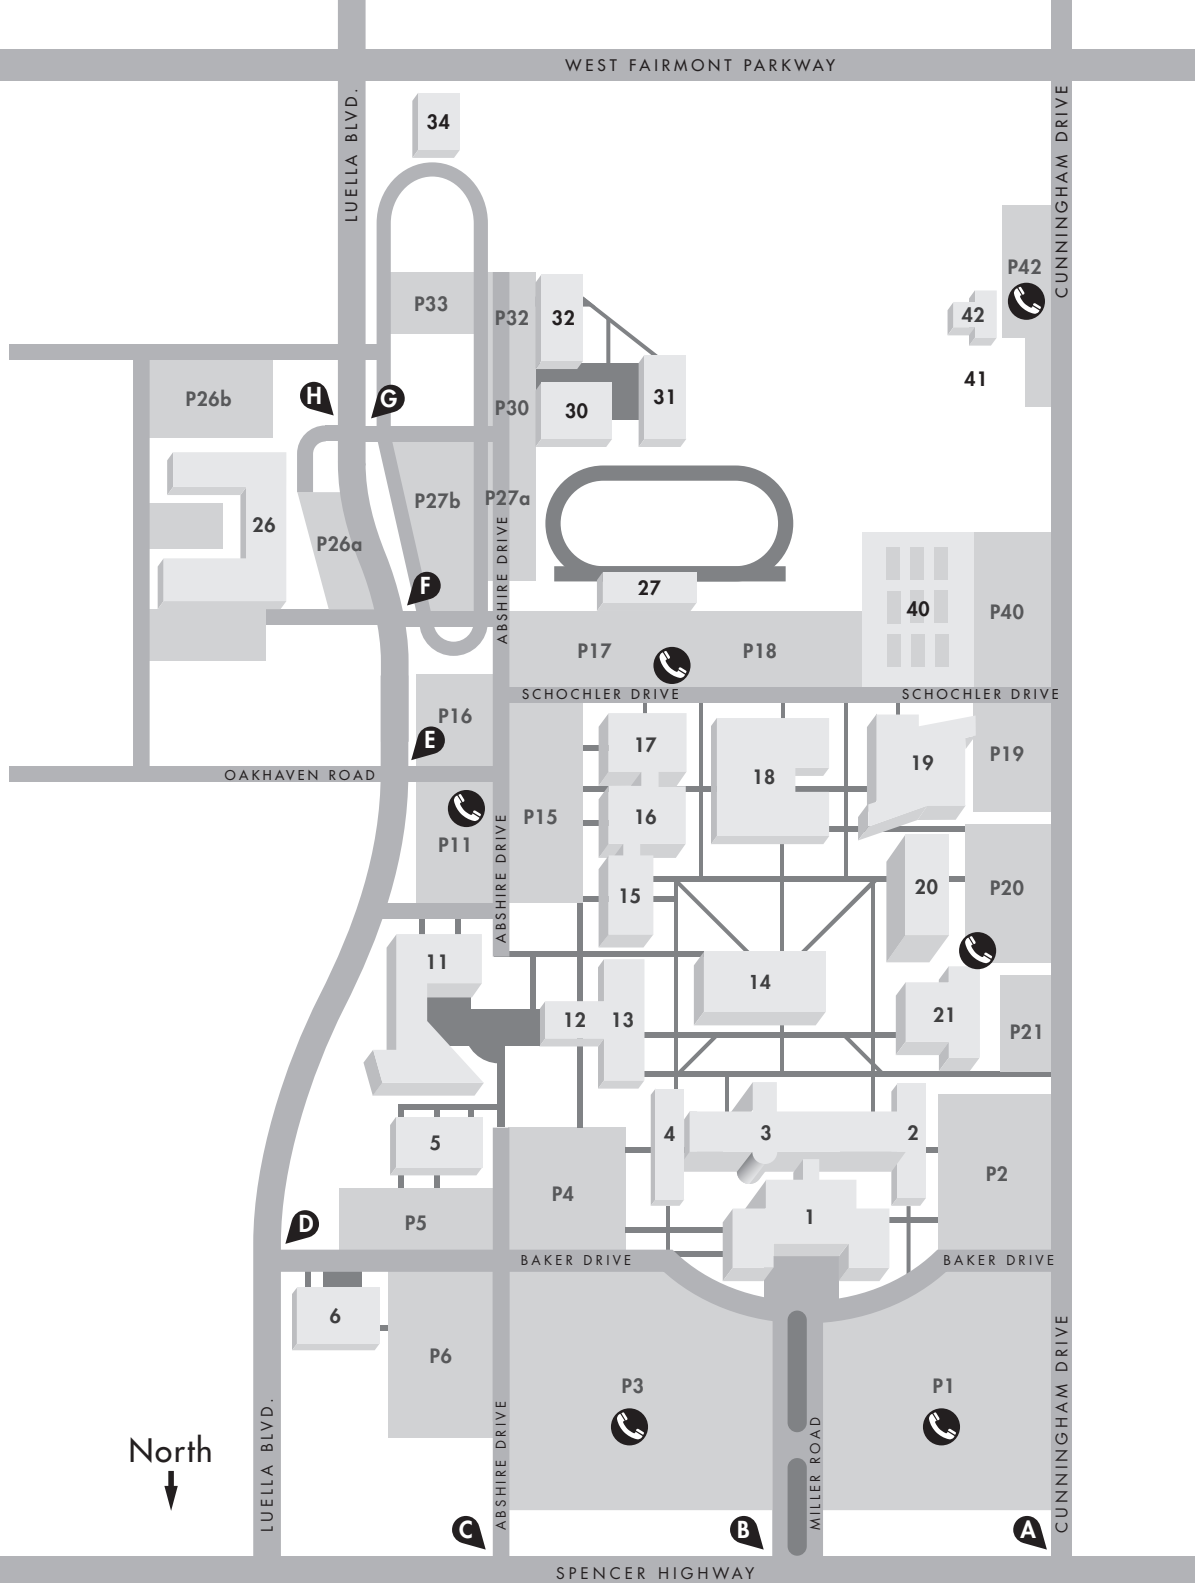 WEST FAIRMONT PARKWAY
LUELLA BLVD.
CUNNINGHAM DRIVE
34
P42
P33
P32
32
42
41
P26b
H
G
P30
30
31
26
P26a
P27b
P27a
ABSHIRE DRIVE
F
27
40
P40
P17
P18
SCHOCHLER DRIVE
SCHOCHLER DRIVE
P16
E
OAKHAVEN ROAD
17
18
19
P19
P11
P15
16
ABSHIRE DRIVE
15
20
P20
11
14
12
13
21
P21
5
4
3
2
P2
P4
P5
D
1
BAKER DRIVE
BAKER DRIVE
6
P6
P3
P1
North
LUELLA BLVD.
ABSHIRE DRIVE
MILLER ROAD
CUNNINGHAM DRIVE
C
B
A
SPENCER HIGHWAY